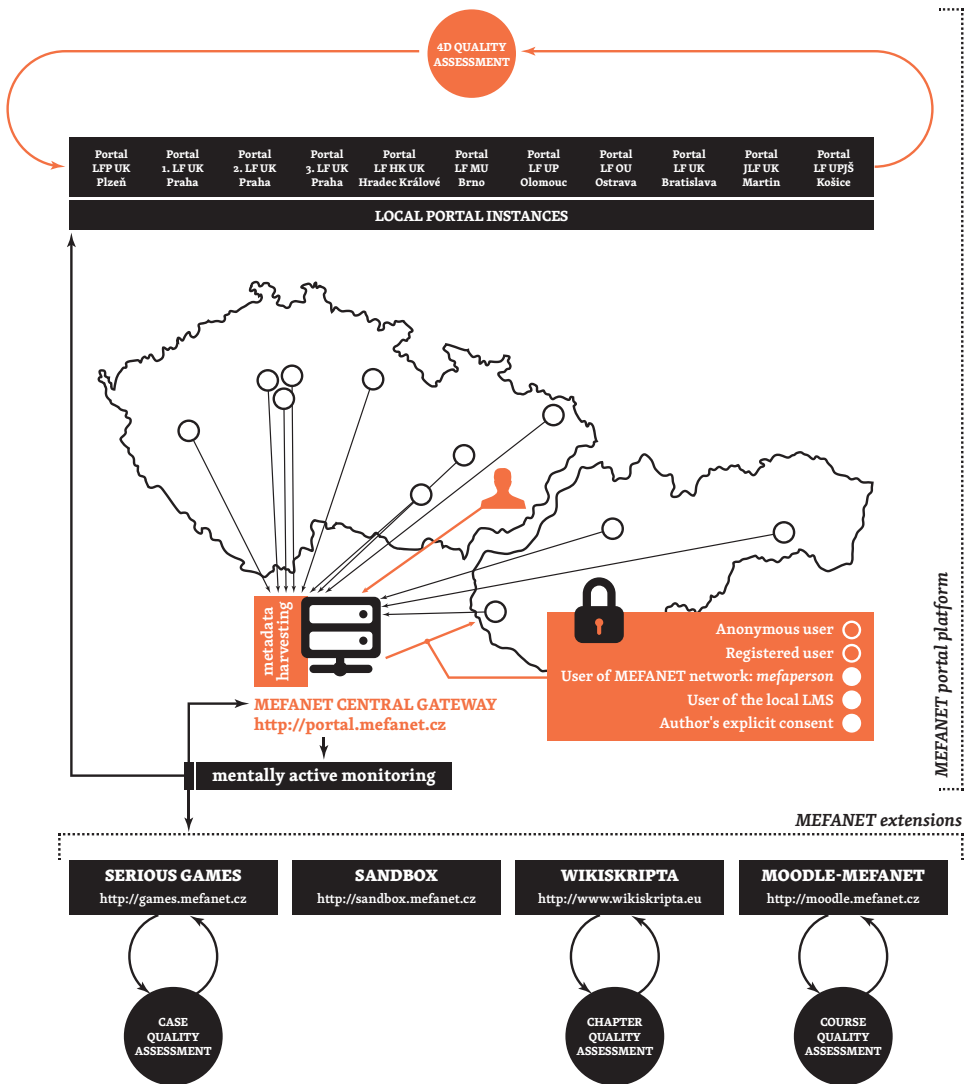 4D QUALITY
ASSESSMENT
Portal
LFP UK
Plzeň
Portal
1. LF UK
Praha
Portal
2. LF UK
Praha
Portal
3. LF UK
Praha
Portal
LF HK UK
Hradec Králové
Portal
LF MU
Brno
Portal
LF UP
Olomouc
Portal
LF OU
Ostrava
Portal
LF UK
Bratislava
Portal
JLF UK
Martin
Portal
LF UPJŠ
Košice
LOCAL PORTAL INSTANCES
metadata
harvesting
MEFANET CENTRAL GATEWAY
http://portal.mefanet.cz
Anonymous user
Registered user
User of MEFANET network: mefaperson
User of the local LMS
Author's explicit consent
mentally active monitoring
MEFANET portal platform
MEFANET extensions
SERIOUS GAMES
http://games.mefanet.cz
SANDBOX
http://sandbox.mefanet.cz
WIKISKRIPTA
http://www.wikiskripta.eu
MOODLE-MEFANET
http://moodle.mefanet.cz
CASE
QUALITY
ASSESSMENT
CHAPTER
QUALITY
ASSESSMENT
COURSE
QUALITY
ASSESSMENT